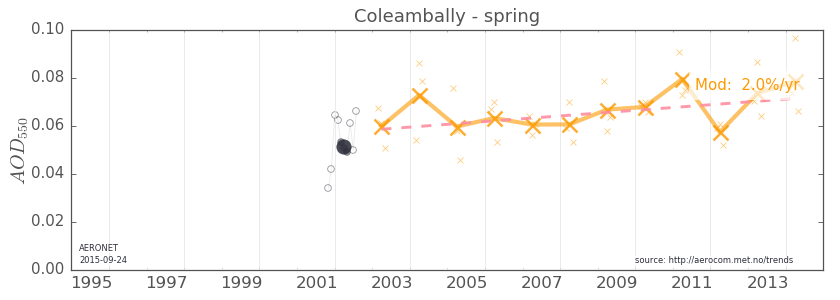 Coleambally - spring
0.10
0.08
0.06
0.04
0.02
0.00
AOD550
Mod: 2.0%/yr
AERONET
2015-09-24
source: http://aerocom.met.no/trends
1995 1997 1999 2001 2003 2005 2007 2009 2011 2013